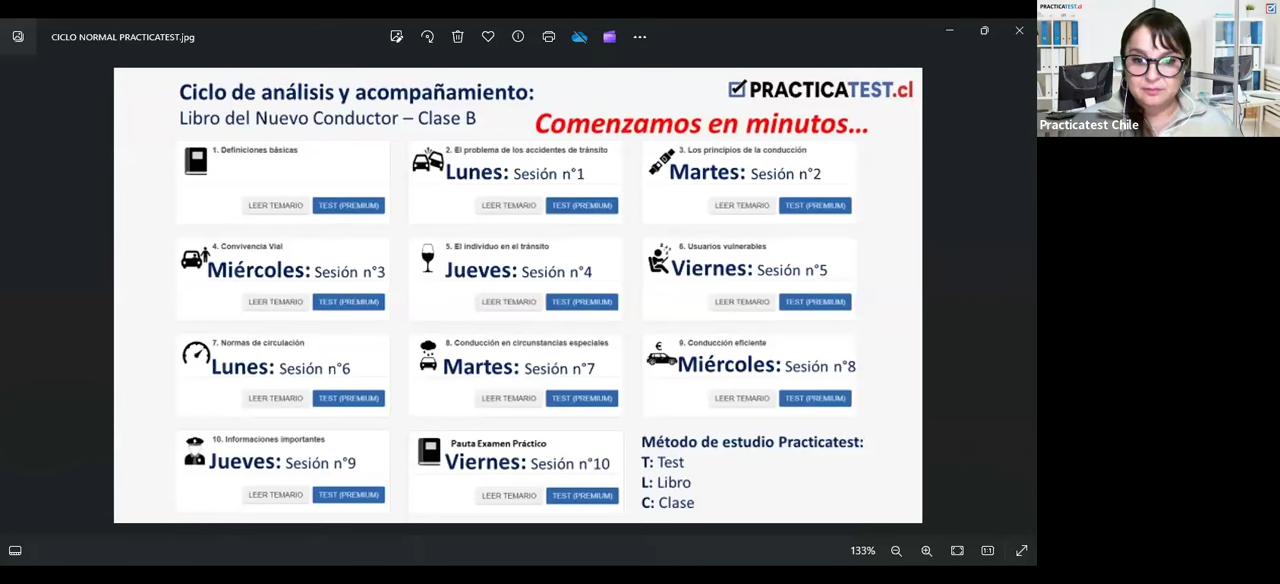 CICLO NORMAL PRACTICATEST.jpg
PRACTICATEST.cl
Practicatest Chile
Ciclo de análisis y acompañamiento:
PRACTICATEST.cl
Libro del Nuevo Conductor – Clase B
Comenzamos en minutos...
1. Definiciones básicas
LEER TEMARIO
TEST (PREMIUM)
2. El problema de los accidentes de tránsito
Lunes: Sesión n°1
LEER TEMARIO
TEST (PREMIUM)
3. Los principios de la conducción
Martes: Sesión n°2
LEER TEMARIO
TEST (PREMIUM)
4. Convivencia Vial
Miércoles: Sesión n°3
LEER TEMARIO
TEST (PREMIUM)
5. El individuo en el tránsito
Jueves: Sesión n°4
LEER TEMARIO
TEST (PREMIUM)
6. Usuarios vulnerables
Viernes: Sesión n°5
LEER TEMARIO
TEST (PREMIUM)
7. Normas de circulación
Lunes: Sesión n°6
LEER TEMARIO
TEST (PREMIUM)
8. Conducción en circunstancias especiales
Martes: Sesión n°7
LEER TEMARIO
TEST (PREMIUM)
9. Conducción eficiente
€
Miércoles: Sesión n°8
LEER TEMARIO
TEST (PREMIUM)
10. Informaciones importantes
Jueves: Sesión n°9
LEER TEMARIO
TEST (PREMIUM)
Pauta Examen Práctico
Viernes: Sesión n°10
LEER TEMARIO
TEST (PREMIUM)
Método de estudio Practicatest:
T: Test
L: Libro
C: Clase
133%
1:1